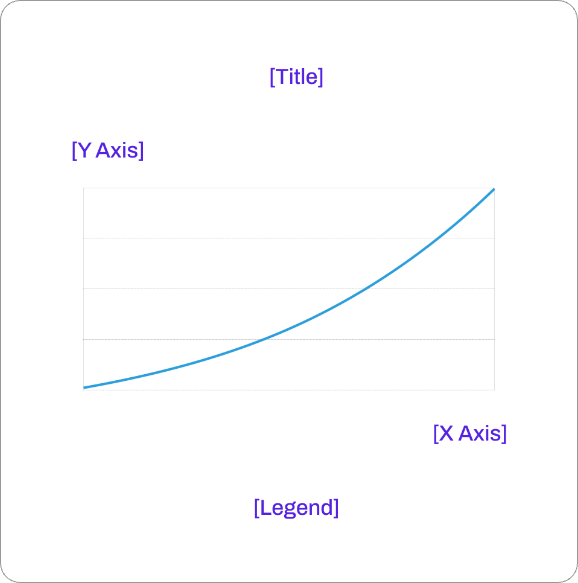 [Title]
[Y Axis]
[X Axis]
[Legend]